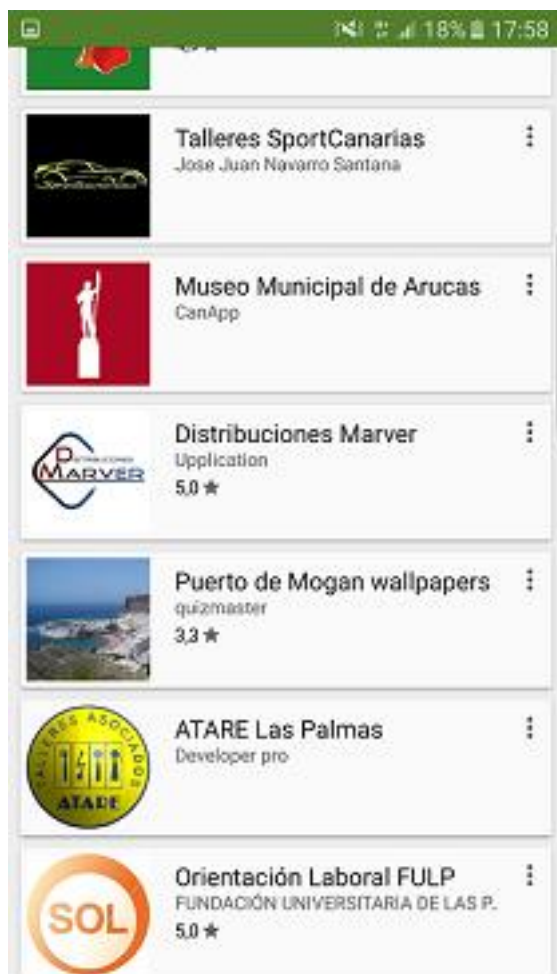 18% 17:58
Talleres SportCanarias
Jose Juan Navarro Santana
Museo Municipal de Arucas
CanApp
DISTRIBUCIONES
MARVER
Distribuciones Marver
Upplication
5,0 ★
Puerto de Mogan wallpapers
quizmaster
3,3 ★
TALLERES ASOCIADOS
ATARE
ATARE Las Palmas
Developer pro
SOL
Orientación Laboral FULP
FUNDACIÓN UNIVERSITARIA DE LAS P..
5,0 ★